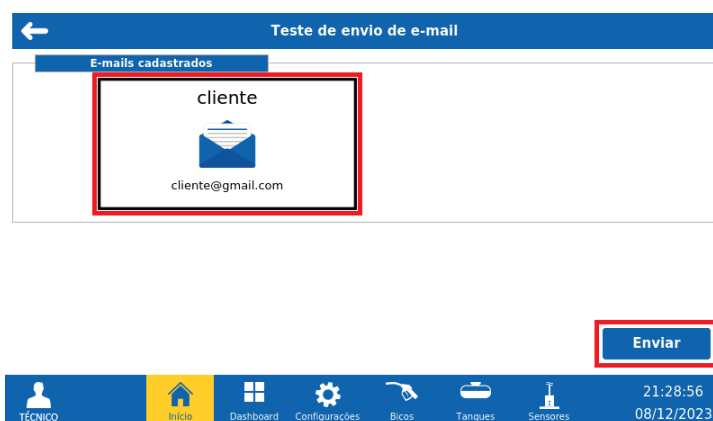 Teste de envio de e-mail
E-mails cadastrados
cliente
cliente@gmail.com
Enviar
TÉCNICO
Início
Dashboard
Configurações
Bicos
Tanques
Sensores
21:28:56
08/12/2023